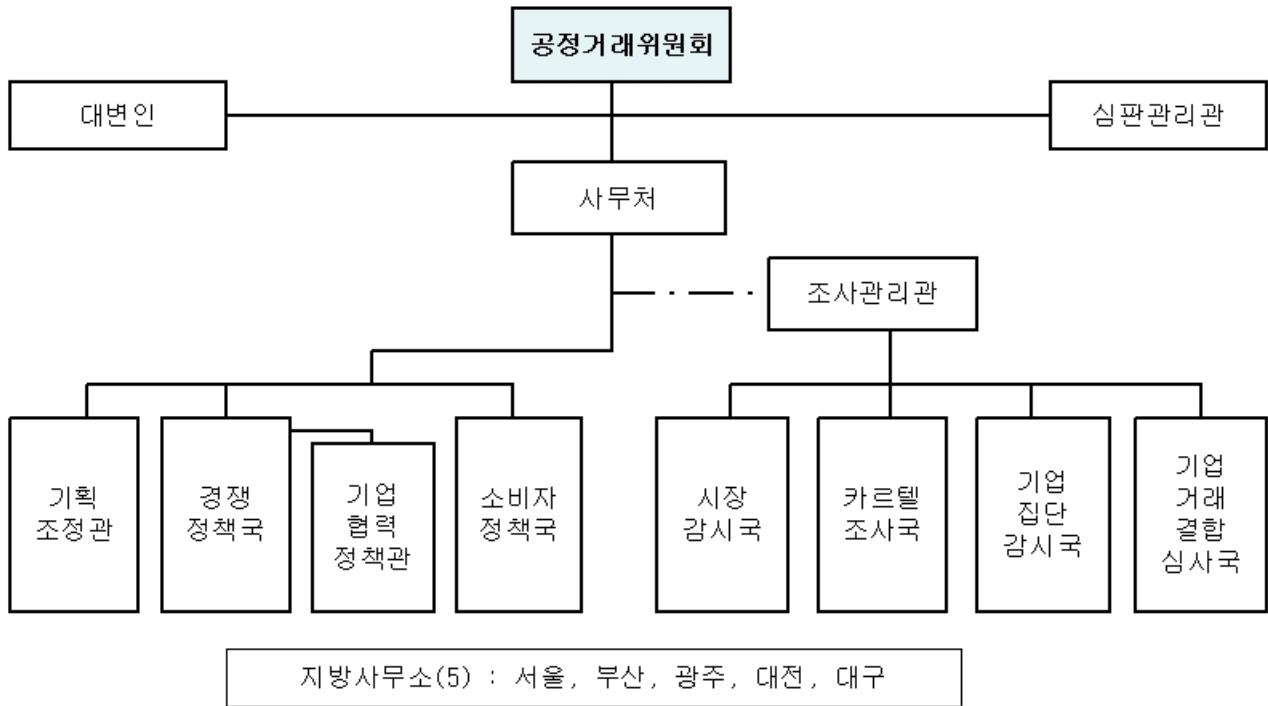 공정거래위원회
대변인
심판관리관
사무처
조사관리관
기획
조정관
경쟁
정책국
기업
협력
정책관
소비자
정책국
시장
감시국
카르텔
조사국
기업
집단
감시국
기업
거래
결합
심사국
지방사무소(5) : 서울, 부산, 광주, 대전, 대구